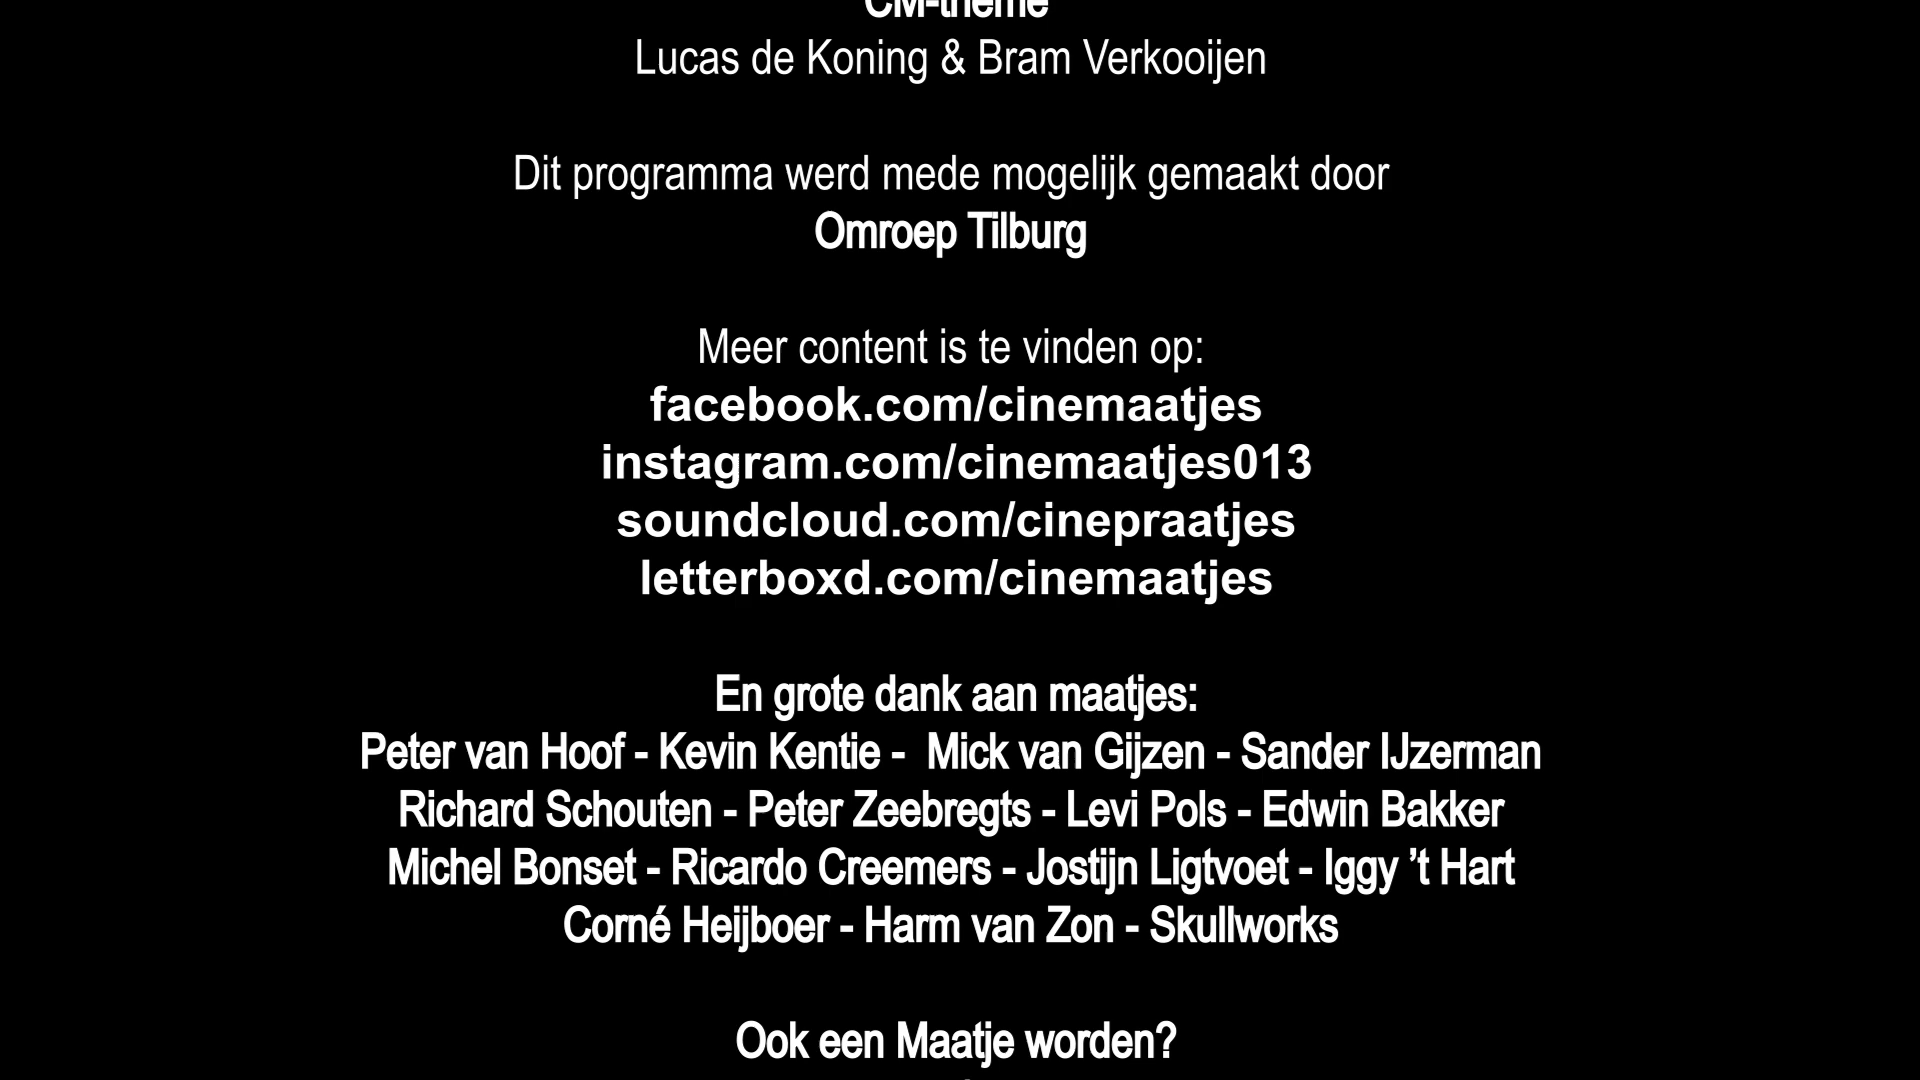 CM-theme
Lucas de Koning & Bram Verkooijen
Dit programma werd mede mogelijk gemaakt door
Omroep Tilburg
Meer content is te vinden op:
facebook.com/cinemaatjes
instagram.com/cinemaatjes013
soundcloud.com/cinepraatjes
letterboxd.com/cinemaatjes
En grote dank aan maatjes:
Peter van Hoof - Kevin Kentie -  Mick van Gijzen - Sander IJzerman
Richard Schouten - Peter Zeebregts - Levi Pols - Edwin Bakker
Michel Bonset - Ricardo Creemers - Jostijn Ligtvoet - Iggy ’t Hart
Corné Heijboer - Harm van Zon - Skullworks
Ook een Maatje worden?